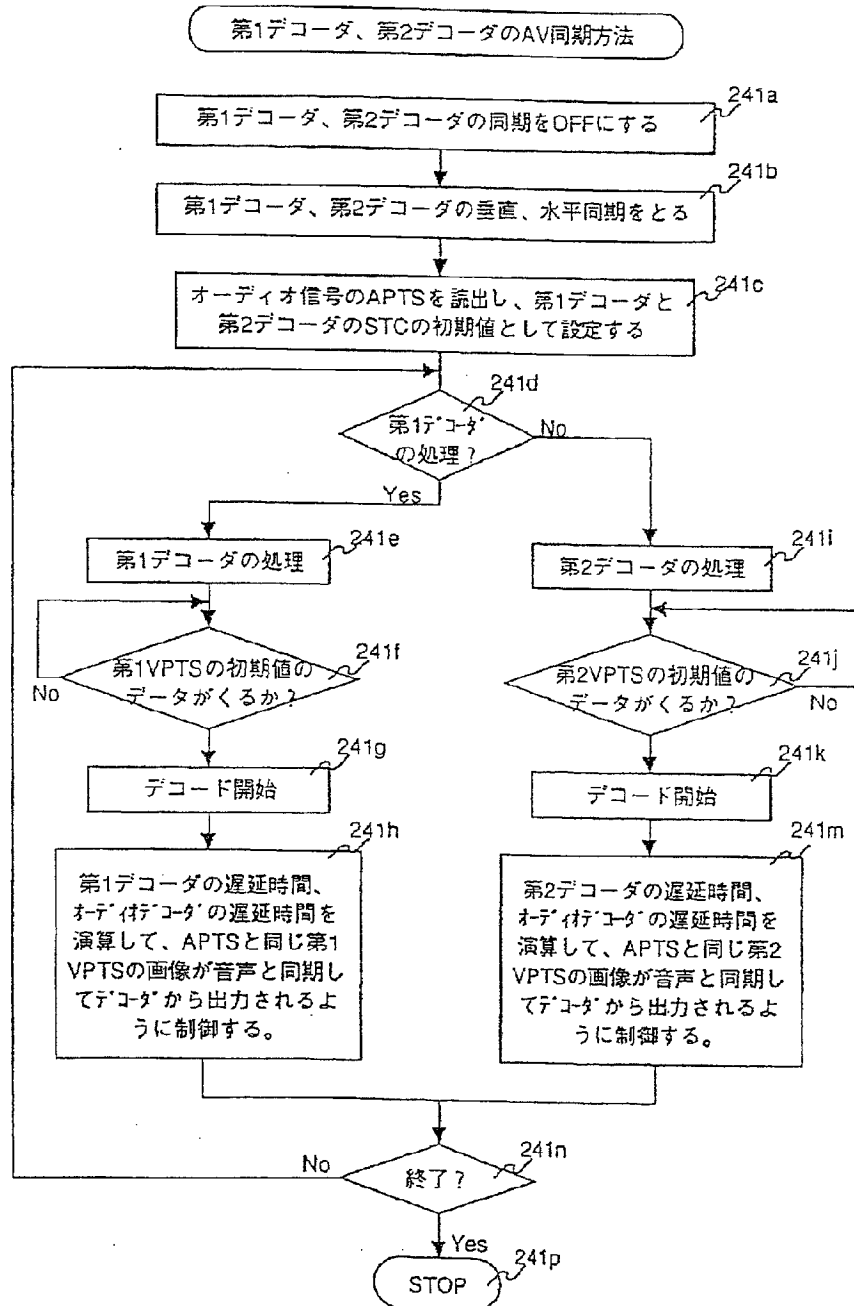 第1デコーダ、第2デコーダのAV同期方法
241a
第1デコーダ、第2デコーダの同期をOFFにする
241b
第1デコーダ、第2デコーダの垂直、水平同期をとる
241c
オーディオ信号のAPTSを読出し、第1デコーダと
第2デコーダのSTCの初期値として設定する
241d
第1デコーダ
の処理?
No
Yes
241e
第1デコーダの処理
241i
第2デコーダの処理
241f
第1VPTSの初期値の
データがくるか?
No
241j
第2VPTSの初期値の
データがくるか?
No
241g
デコード開始
241k
デコード開始
241h
第1デコーダの遅延時間、
オーディオデコーダの遅延時間を
演算して、APTSと同じ第1
VPTSの画像が音声と同期し
てデコーダから出力されるよ
うに制御する。
241m
第2デコーダの遅延時間、
オーディオデコーダの遅延時間を
演算して、APTSと同じ第2
VPTSの画像が音声と同期し
てデコーダから出力されるよ
うに制御する。
241n
終了?
No
Yes
241p
STOP